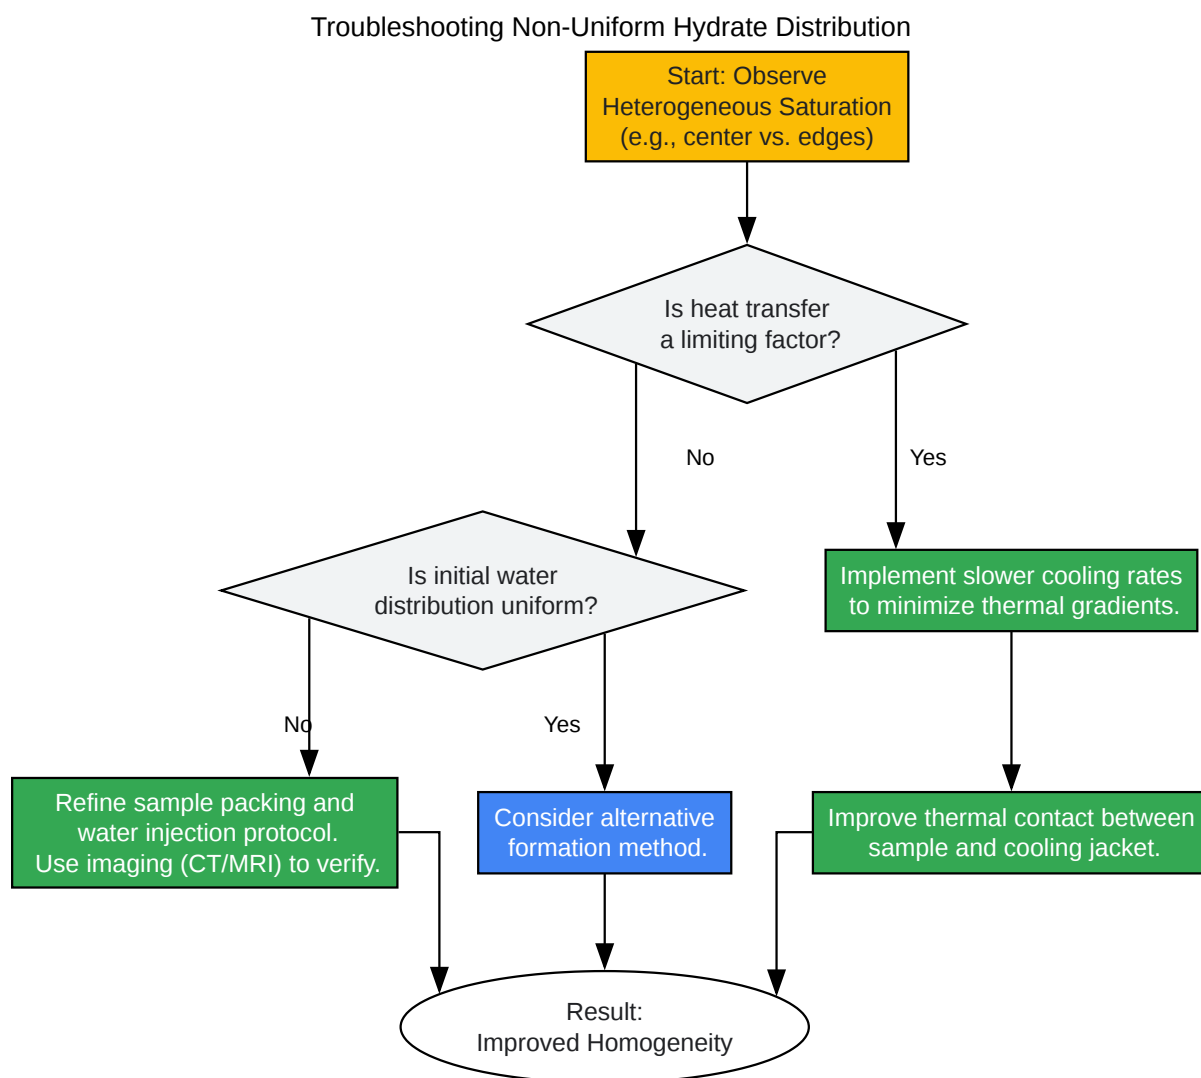 Troubleshooting Non-Uniform Hydrate Distribution
Start: Observe
Heterogeneous Saturation
(e.g., center vs. edges)
Is heat transfer
a limiting factor?
No
Yes
Is initial water
distribution uniform?
Implement slower cooling rates
to minimize thermal gradients.
No
Yes
Refine sample packing and
water injection protocol.
Use imaging (CT/MRI) to verify.
Consider alternative
formation method.
Improve thermal contact between
sample and cooling jacket.
Result:
Improved Homogeneity